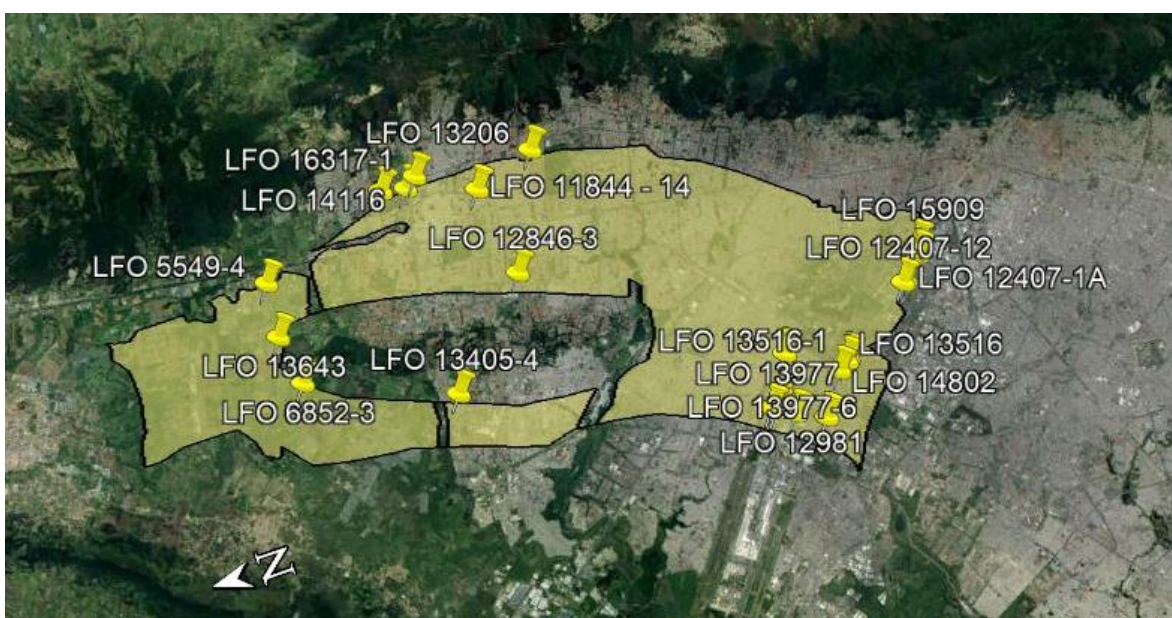 LFO 13206
LFO 16317-1
LFO 14116
LFO 11844 - 14
LFO 15909
LFO 12846-3
LFO 12407-12
LFO 5549-4
LFO 12407-1A
LFO 13516-1
LFO 13516
LFO 13643
LFO 13405-4
LFO 13977
LFO 14802
LFO 6852-3
LFO 13977-6
LFO 12981
N